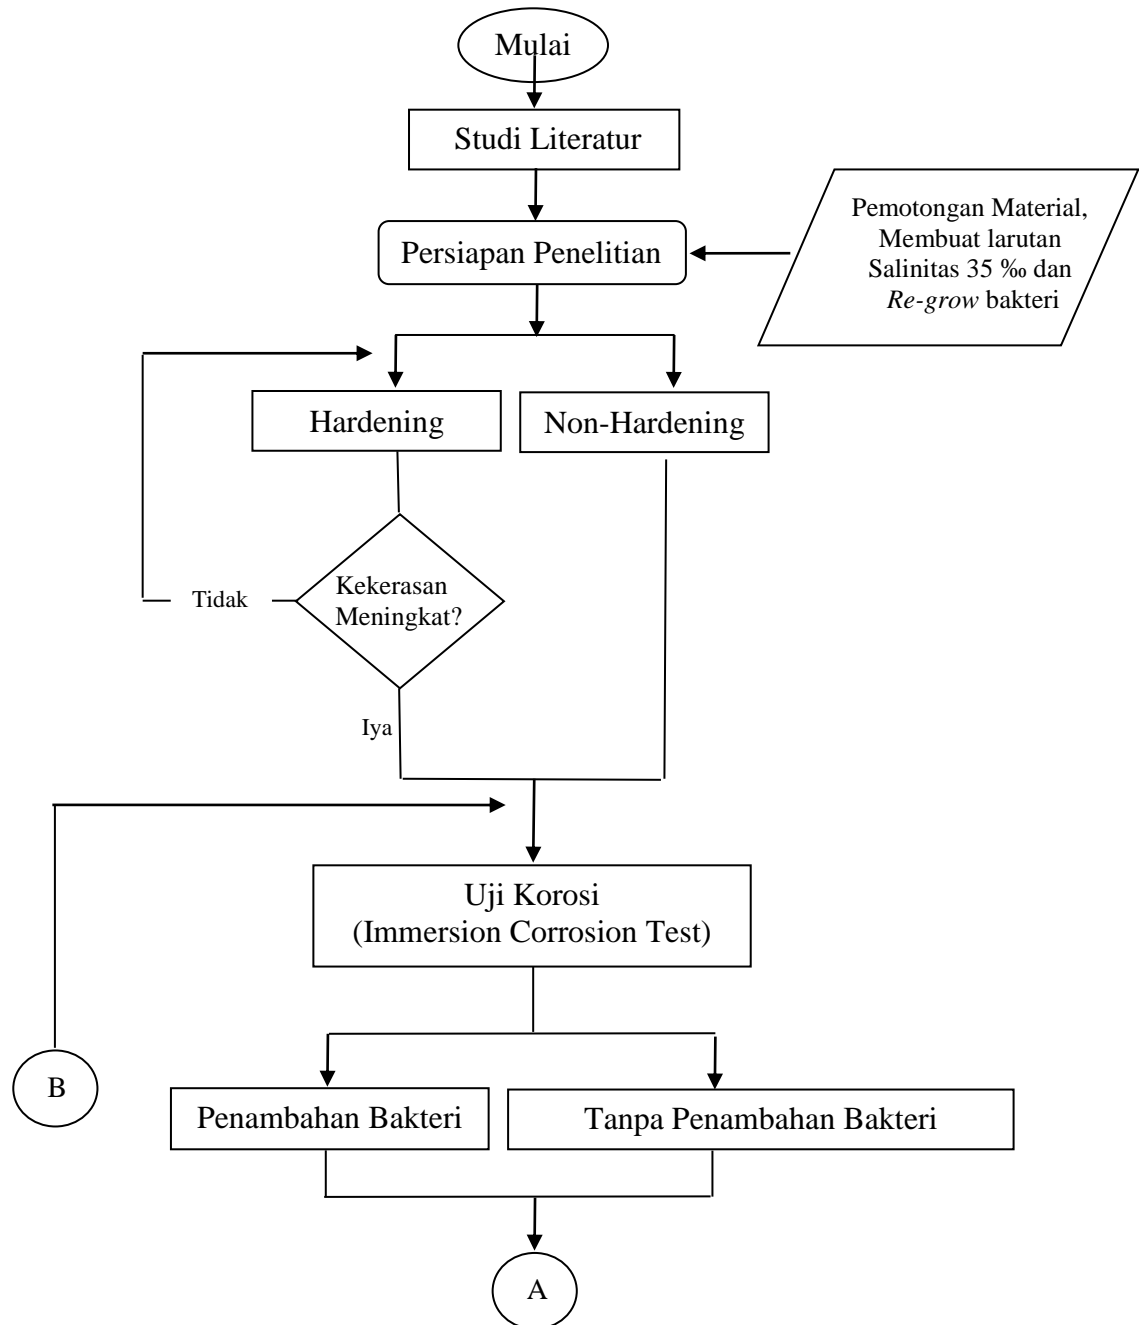 Mulai
Studi Literatur
Persiapan Penelitian
Pemotongan Material,
Membuat larutan
Salinitas 35 ‰ dan
Re-grow bakteri
Hardening
Non-Hardening
Kekerasan
Meningkat?
Tidak
Iya
Uji Korosi
(Immersion Corrosion Test)
B
Penambahan Bakteri
Tanpa Penambahan Bakteri
A